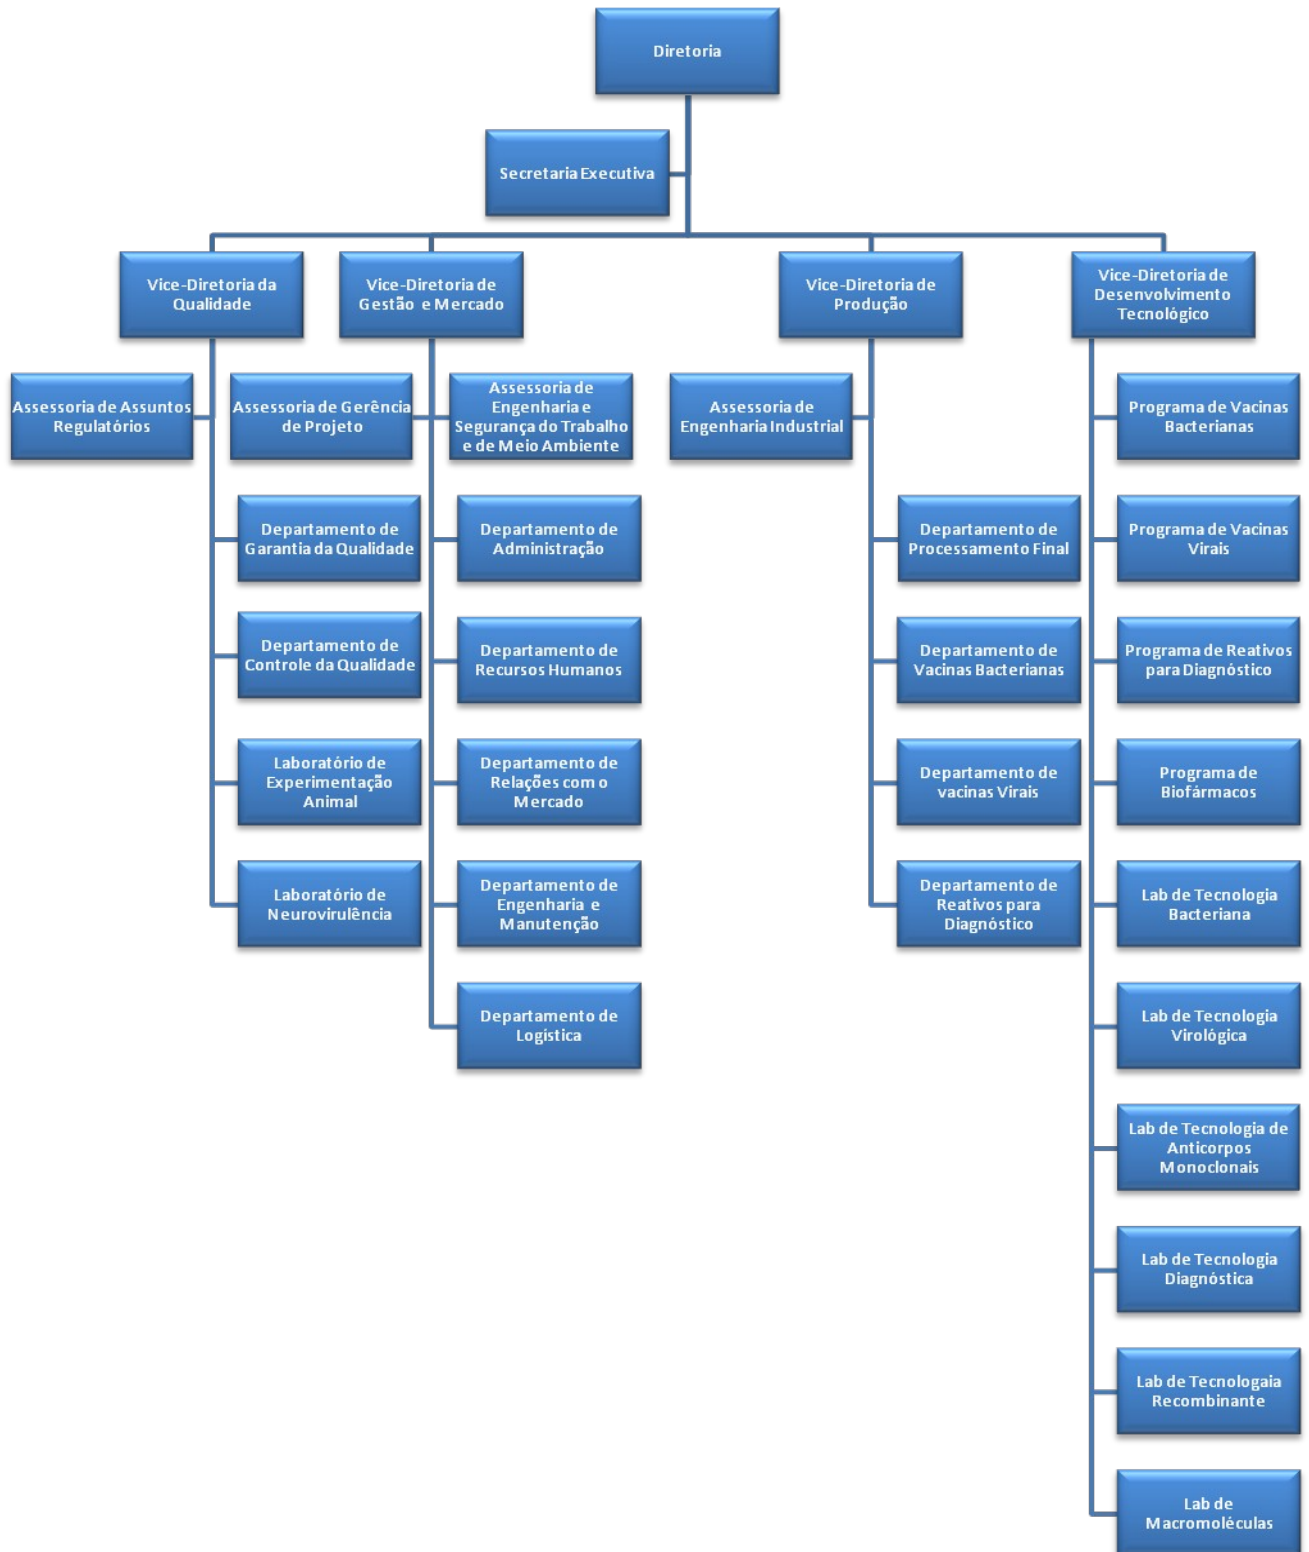 Diretoria
Secretaria Executiva
Vice-Diretoria da
Qualidade
Vice-Diretoria de
Gestão e Mercado
Vice-Diretoria de
Produção
Vice-Diretoria de
Desenvolvimento
Tecnológico
Assessoria de Assuntos
Regulatórios
Assessoria de Gerência
de Projeto
Assessoria de
Engenharia e
Segurança do Trabalho
e de Meio Ambiente
Assessoria de
Engenharia Industrial
Programa de Vacinas
Bacterianas
Departamento de
Garantia da Qualidade
Departamento de
Administração
Departamento de
Processamento Final
Programa de Vacinas
Virais
Departamento de
Controle da Qualidade
Departamento de
Recursos Humanos
Departamento de
Vacinas Bacterianas
Programa de Reativos
para Diagnóstico
Laboratório de
Experimentação
Animal
Departamento de
Relações com o
Mercado
Departamento de
vacinas Virais
Programa de
Biofármacos
Laboratório de
Neurovirulência
Departamento de
Engenharia e
Manutenção
Departamento de
Reativos para
Diagnóstico
Lab de Tecnologia
Bacteriana
Departamento de
Logística
Lab de Tecnologia
Virológica
Lab de Tecnologia de
Anticorpos
Monoclonais
Lab de Tecnologia
Diagnóstica
Lab de Tecnologaia
Recombinante
Lab de
Macromoléculas